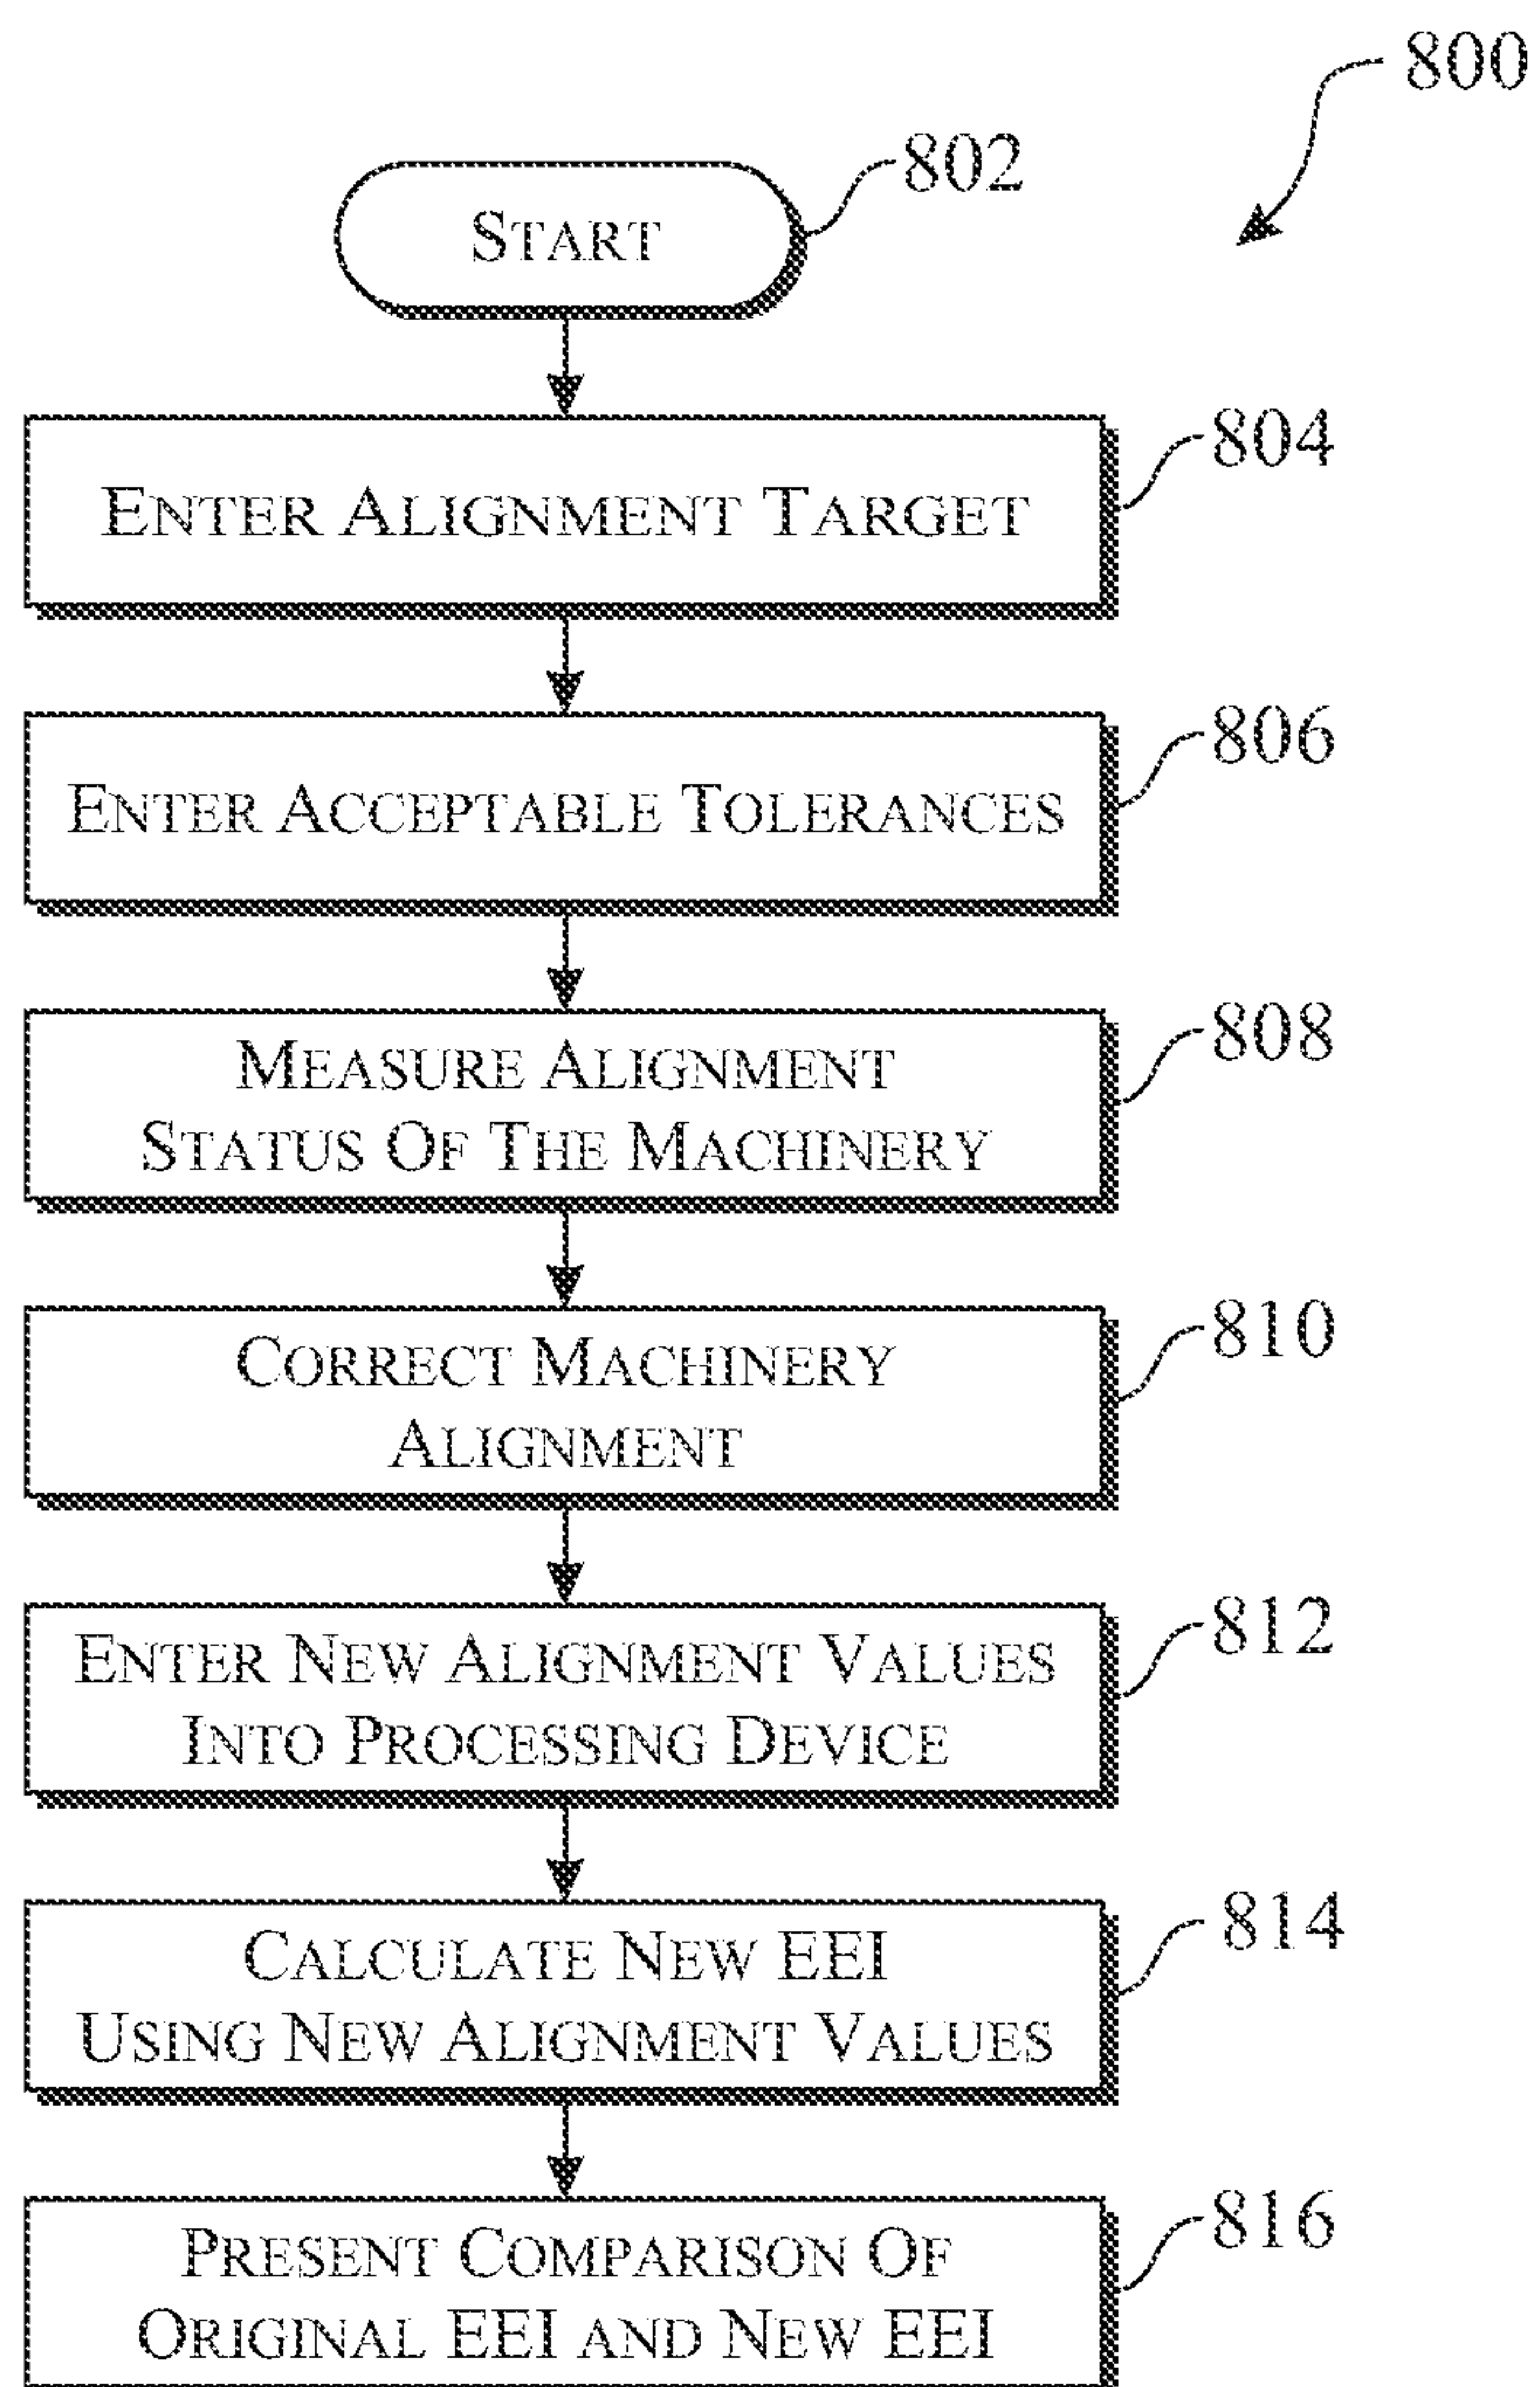 800
802
START
804
ENTER ALIGNMENT TARGET
806
ENTER ACCEPTABLE TOLERANCES
808
MEASURE ALIGNMENT
STATUS OF THE MACHINERY
810
CORRECT MACHINERY
ALIGNMENT
812
ENTER NEW ALIGNMENT VALUES
INTO PROCESSING DEVICE
814
CALCULATE NEW EEI
USING NEW ALIGNMENT VALUES
816
PRESENT COMPARISON OF
ORIGINAL EEI AND NEW EEI